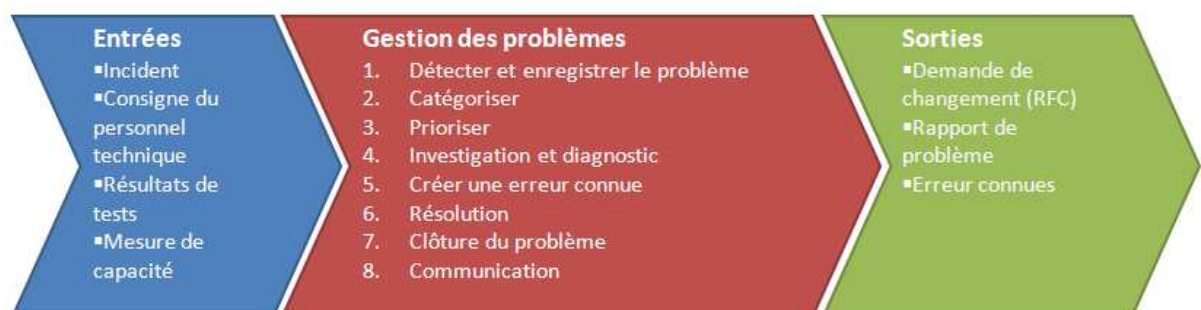 Entrées
▪Incident
▪Consigne du
personnel
technique
▪Résultats de
tests
▪Mesure de
capacité
Gestion des problèmes
1. Détecter et enregistrer le problème
2. Catégoriser
3. Prioriser
4. Investigation et diagnostic
5. Créer une erreur connue
6. Résolution
7. Clôture du problème
8. Communication
Sorties
▪Demande de
changement (RFC)
▪Rapport de
problème
▪Erreur connues